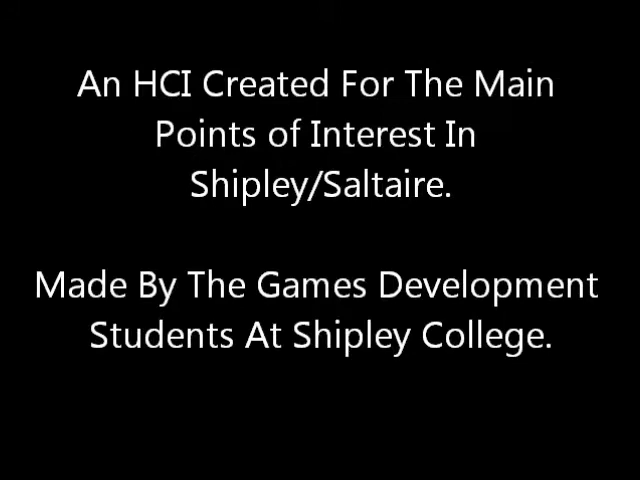 An HCI Created For The Main
Points of Interest In
Shipley/Saltaire.
Made By The Games Development
Students At Shipley College.